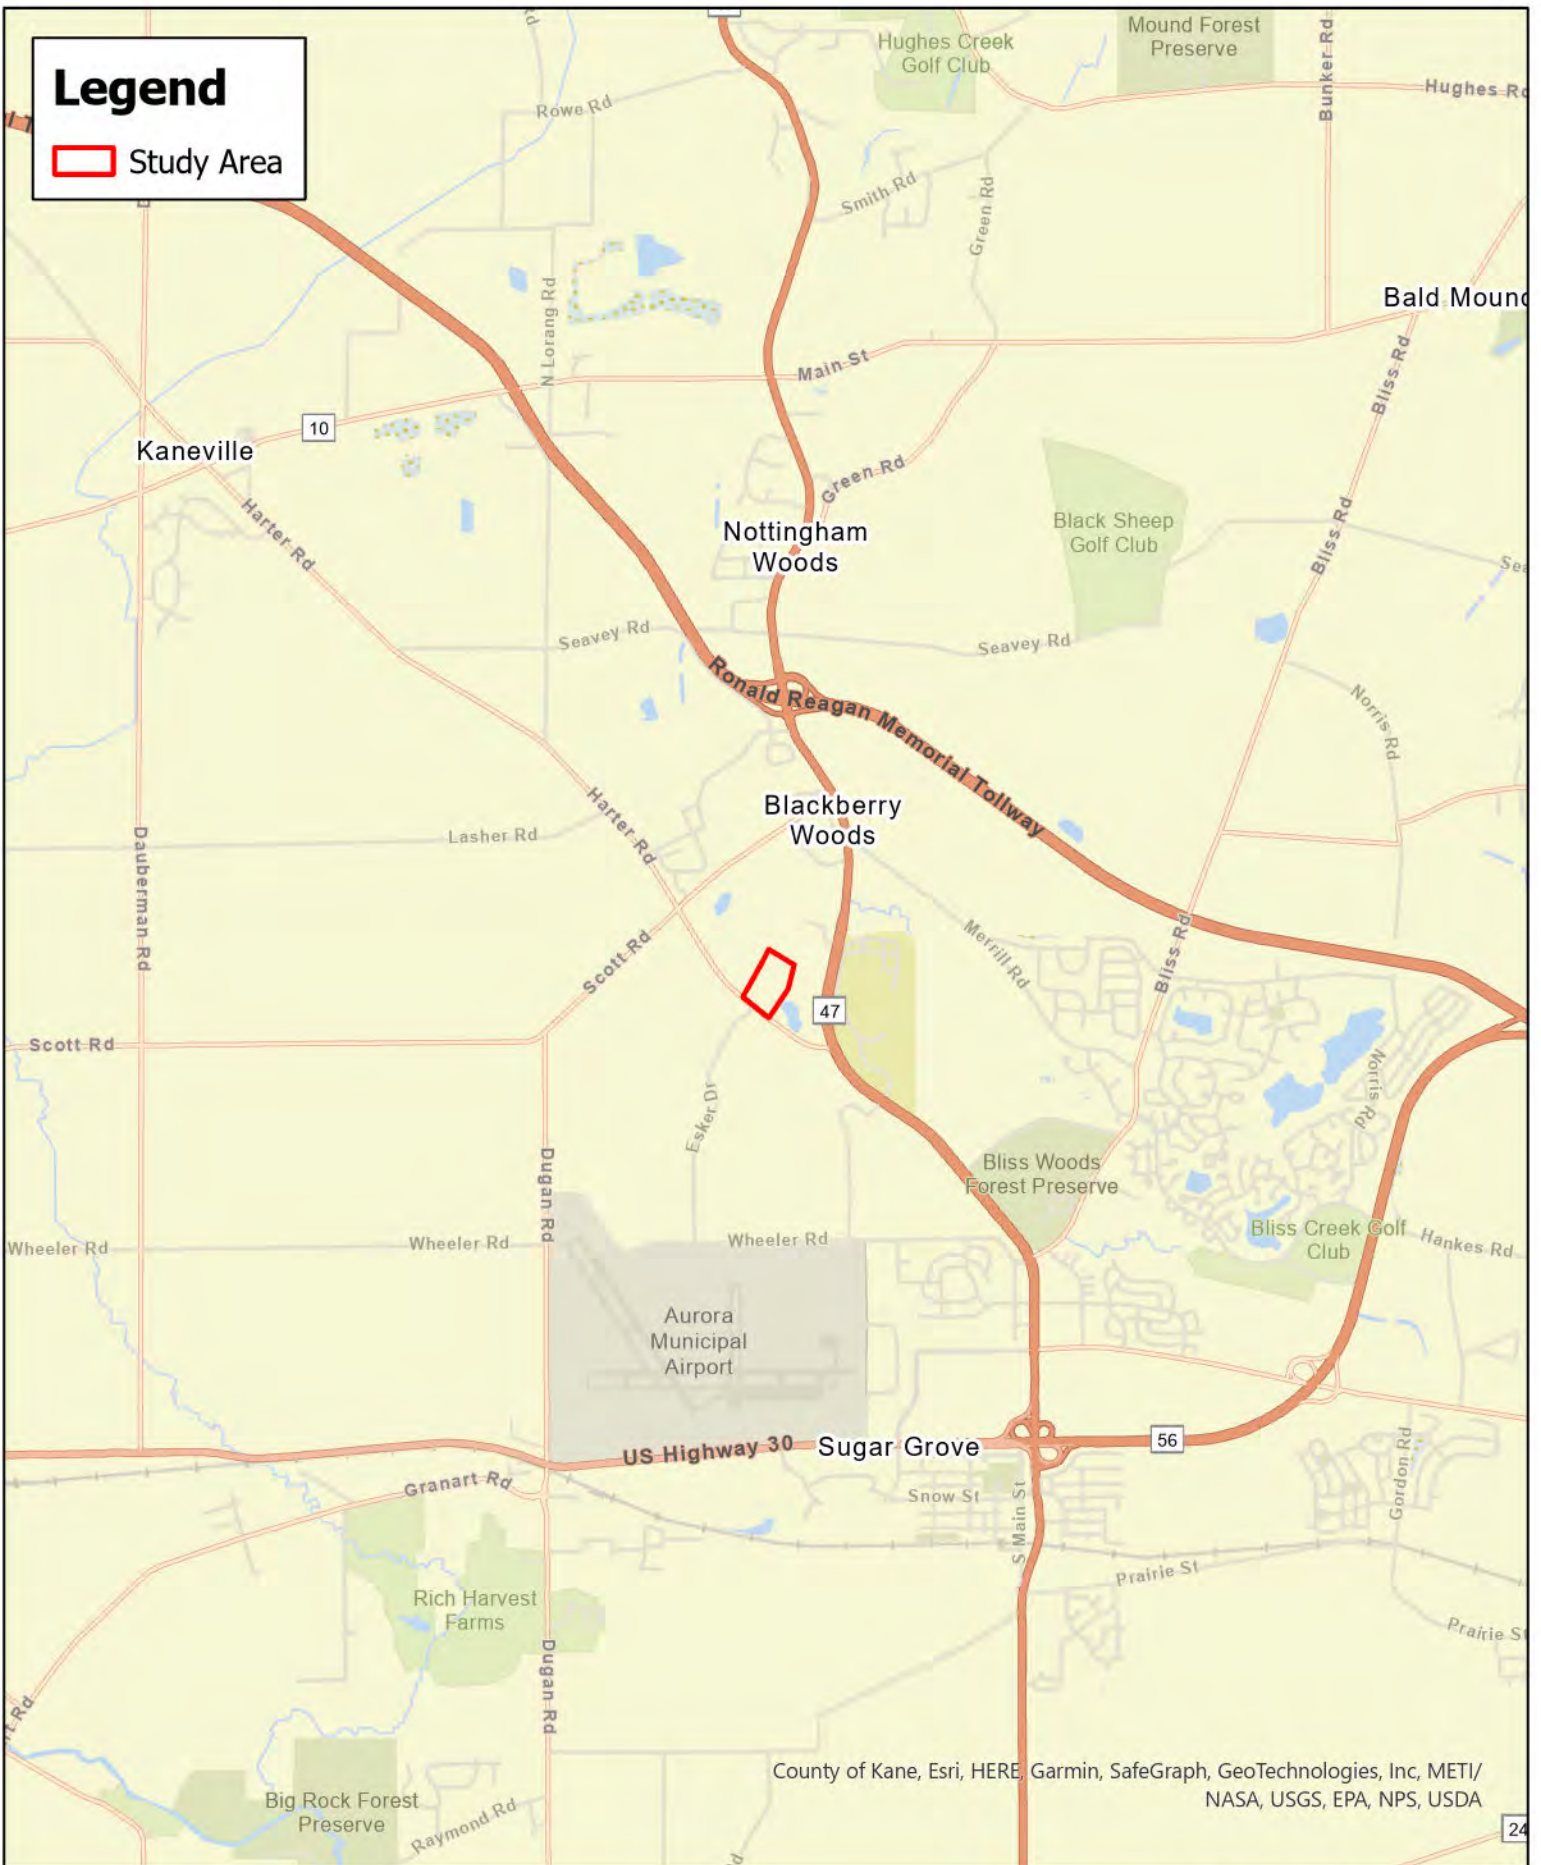 Legend
Study Area
Hughes Creek
Golf Club
Mound Forest
Preserve
Bunker Rd
Hughes Rd
Rowe Rd
Smith Rd
Green Rd
N Lorang Rd
Bald Mound
Main St
Bliss Rd
10
Kaneville
Green Rd
Harter Rd
Nottingham
Woods
Black Sheep
Golf Club
Bliss Rd
Seavey Rd
Seavey Rd
Ronald Reagan Memorial Tollway
Norris Rd
Harter Rd
Blackberry
Woods
Lasher Rd
Dauberman Rd
Scott Rd
Merrill Rd
Bliss Rd
47
Scott Rd
Norris Rd
Esker Dr
Bliss Woods
Forest Preserve
Dugan Rd
Bliss Creek Golf
Club
Hankes Rd
Wheeler Rd
Wheeler Rd
Wheeler Rd
Aurora
Municipal
Airport
US Highway 30
Sugar Grove
56
Gordon Rd
Granart Rd
Snow St
S Main St
Prairie St
Rich Harvest
Farms
Prairie St
Dugan Rd
rt Rd
County of Kane, Esri, HERE, Garmin, SafeGraph, GeoTechnologies, Inc, METI/
NASA, USGS, EPA, NPS, USDA
Big Rock Forest
Preserve
Raymond Rd
24